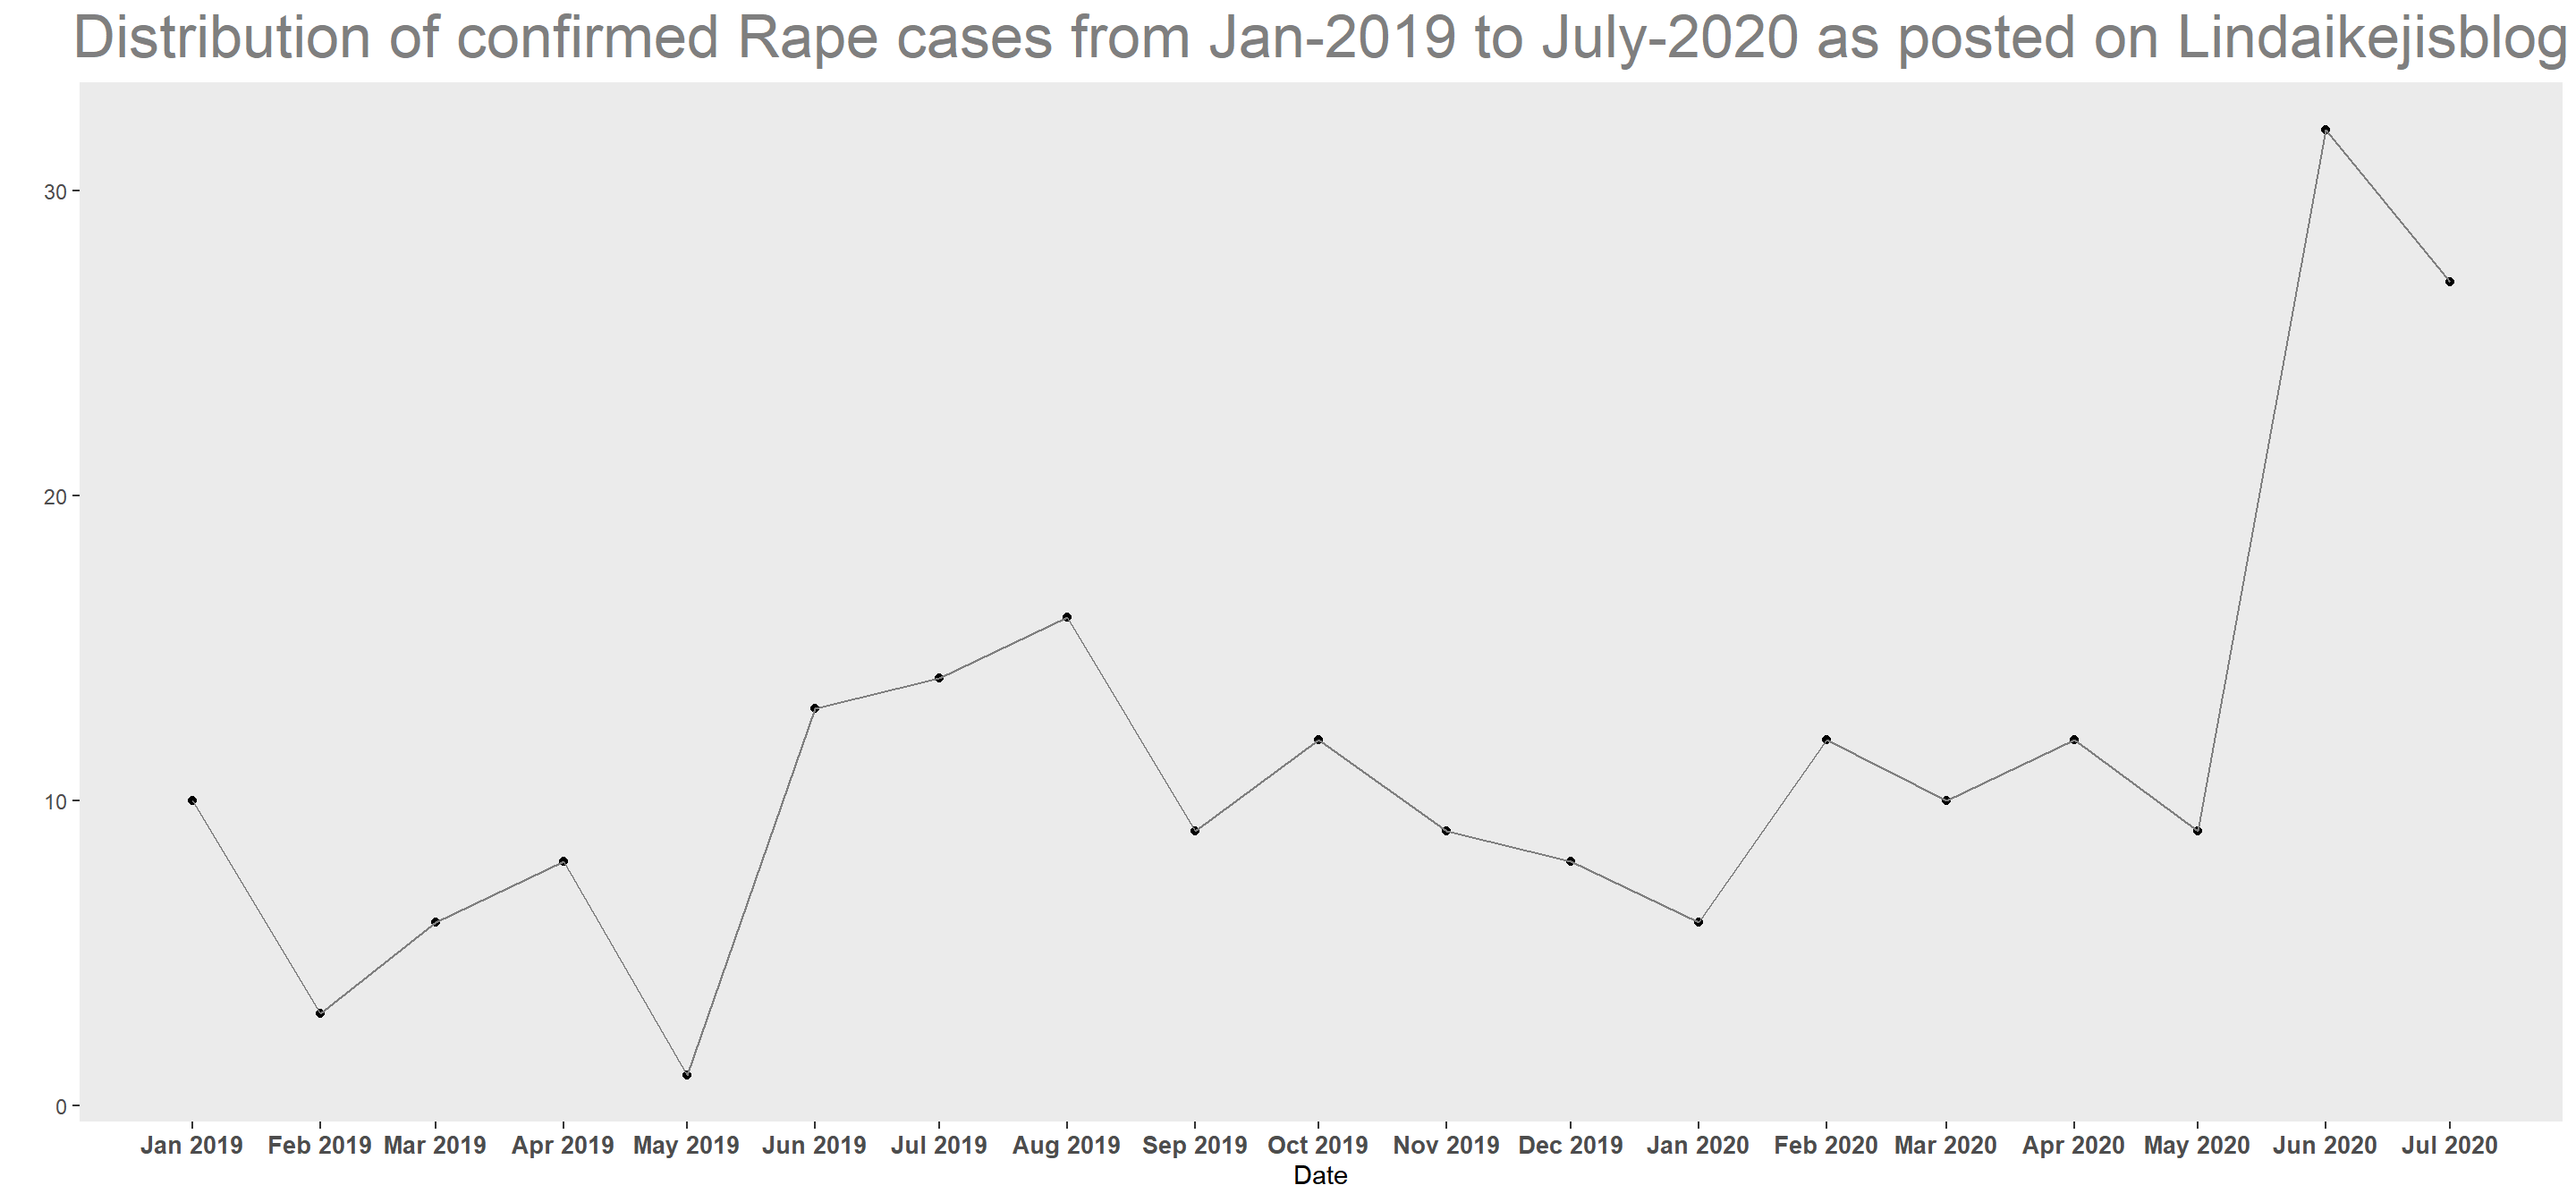 Distribution of confirmed Rape cases from Jan-2019 to July-2020 as posted on Lindaikejisblog
30
20
10
0
Jan 2019 Feb 2019 Mar 2019 Apr 2019 May 2019 Jun 2019 Jul 2019 Aug 2019 Sep 2019 Oct 2019 Nov 2019 Dec 2019 Jan 2020 Feb 2020 Mar 2020 Apr 2020 May 2020 Jun 2020 Jul 2020
Date